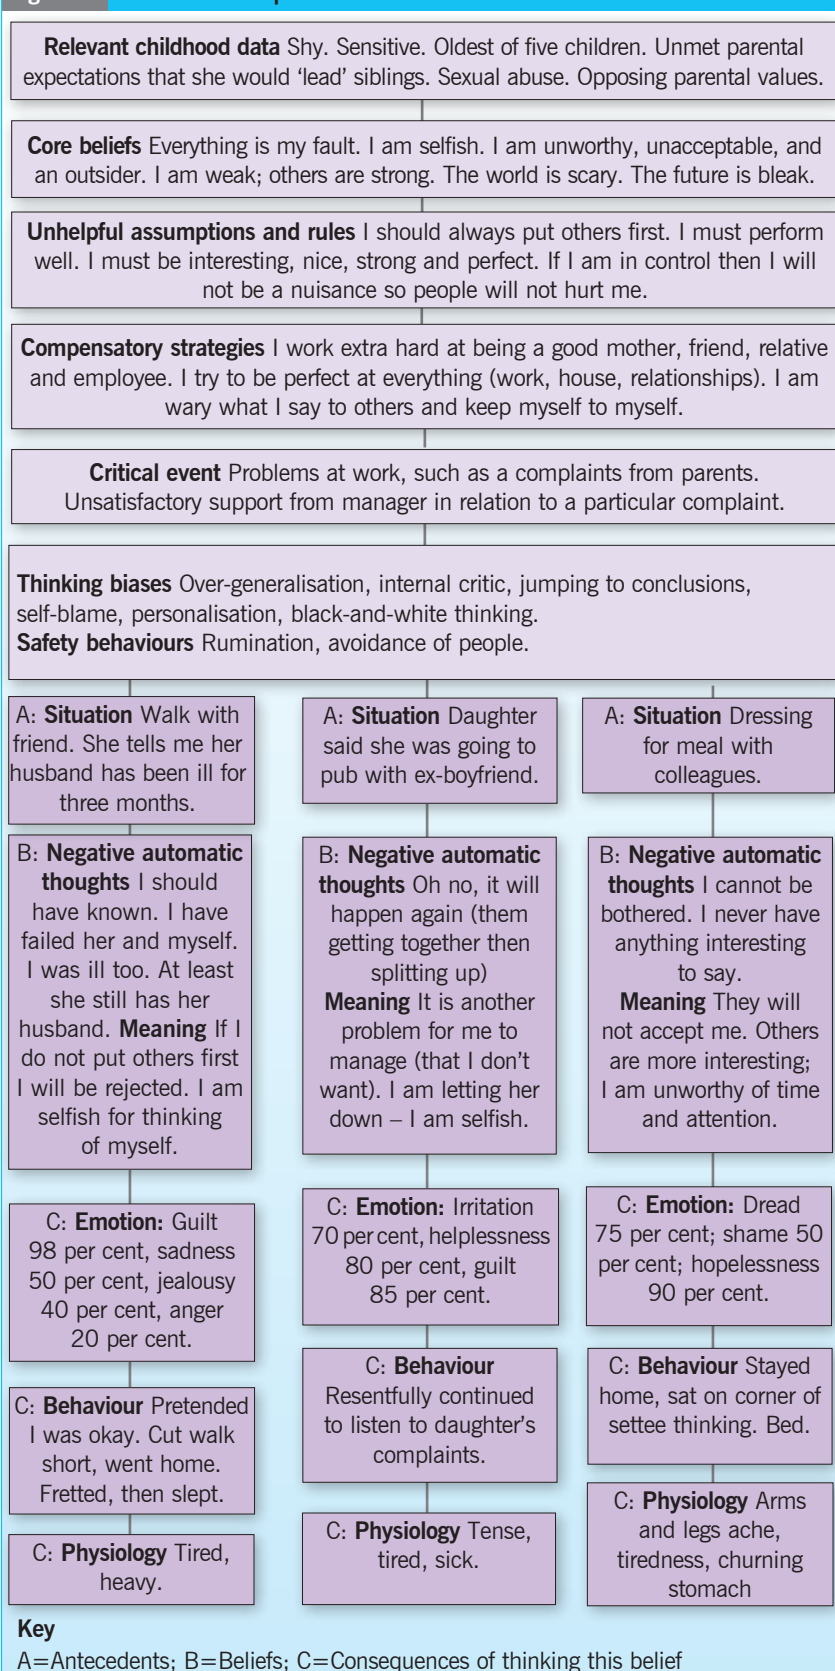 Relevant childhood data Shy. Sensitive. Oldest of five children. Unmet parental
expectations that she would ‘lead’ siblings. Sexual abuse. Opposing parental values.
Core beliefs Everything is my fault. I am selfish. I am unworthy, unacceptable, and
an outsider. I am weak; others are strong. The world is scary. The future is bleak.
Unhelpful assumptions and rules I should always put others first. I must perform
well. I must be interesting, nice, strong and perfect. If I am in control then I will
not be a nuisance so people will not hurt me.
Compensatory strategies I work extra hard at being a good mother, friend, relative
and employee. I try to be perfect at everything (work, house, relationships). I am
wary what I say to others and keep myself to myself.
Critical event Problems at work, such as a complaints from parents.
Unsatisfactory support from manager in relation to a particular complaint.
Thinking biases Over-generalisation, internal critic, jumping to conclusions,
self-blame, personalisation, black-and-white thinking.
Safety behaviours Rumination, avoidance of people.
A: Situation Walk with
friend. She tells me her
husband has been ill for
three months.
B: Negative automatic
thoughts I should
have known. I have
failed her and myself.
I was ill too. At least
she still has her
husband. Meaning If I
do not put others first
I will be rejected. I am
selfish for thinking
of myself.
C: Emotion: Guilt
98 per cent, sadness
50 per cent, jealousy
40 per cent, anger
20 per cent.
C: Behaviour Pretended
I was okay. Cut walk
short, went home.
Fretted, then slept.
C: Physiology Tired,
heavy.
A: Situation Daughter
said she was going to
pub with ex-boyfriend.
B: Negative automatic
thoughts Oh no, it will
happen again (them
getting together then
splitting up)
Meaning It is another
problem for me to
manage (that I don’t
want). I am letting her
down – I am selfish.
C: Emotion: Irritation
70 per cent, helplessness
80 per cent, guilt
85 per cent.
C: Behaviour
Resentfully continued
to listen to daughter’s
complaints.
C: Physiology Tense,
tired, sick.
A: Situation Dressing
for meal with
colleagues.
B: Negative automatic
thoughts I cannot be
bothered. I never have
anything interesting
to say.
Meaning They will
not accept me. Others
are more interesting;
I am unworthy of time
and attention.
C: Emotion: Dread
75 per cent; shame 50
per cent; hopelessness
90 per cent.
C: Behaviour Stayed
home, sat on corner of
settee thinking. Bed.
C: Physiology Arms
and legs ache,
tiredness, churning
stomach
Key
A=Antecedents; B=Beliefs; C=Consequences of thinking this belief